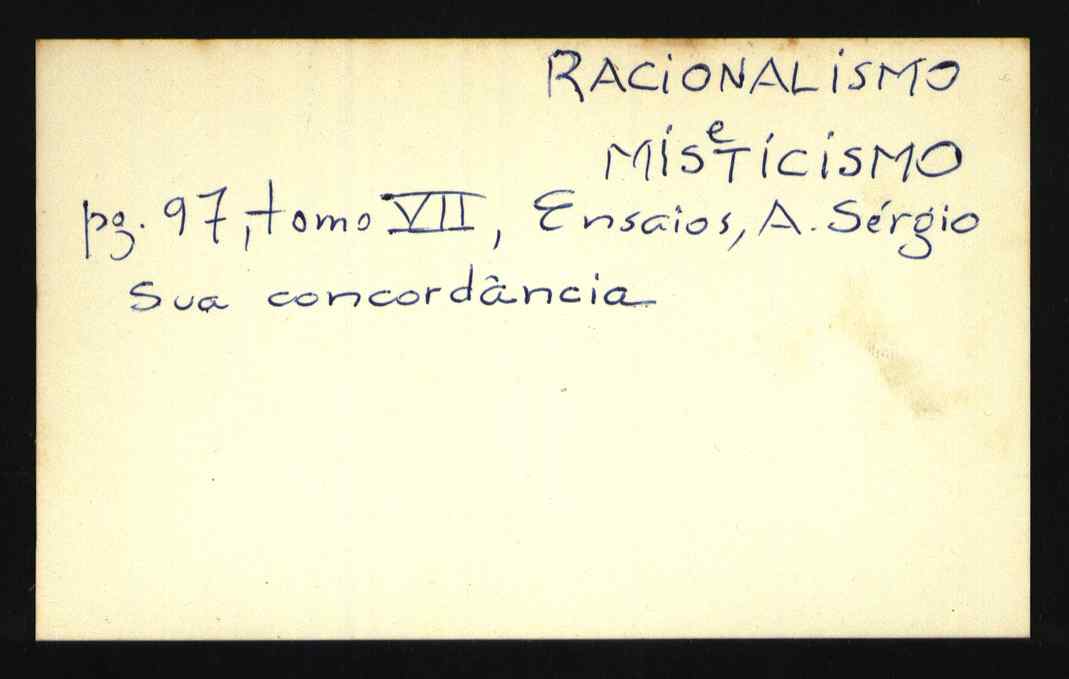 RACIONALISMO
e
MISTICISMO
pg. 97, tomo VII, Ensaios, A. Sérgio
Sua concordância